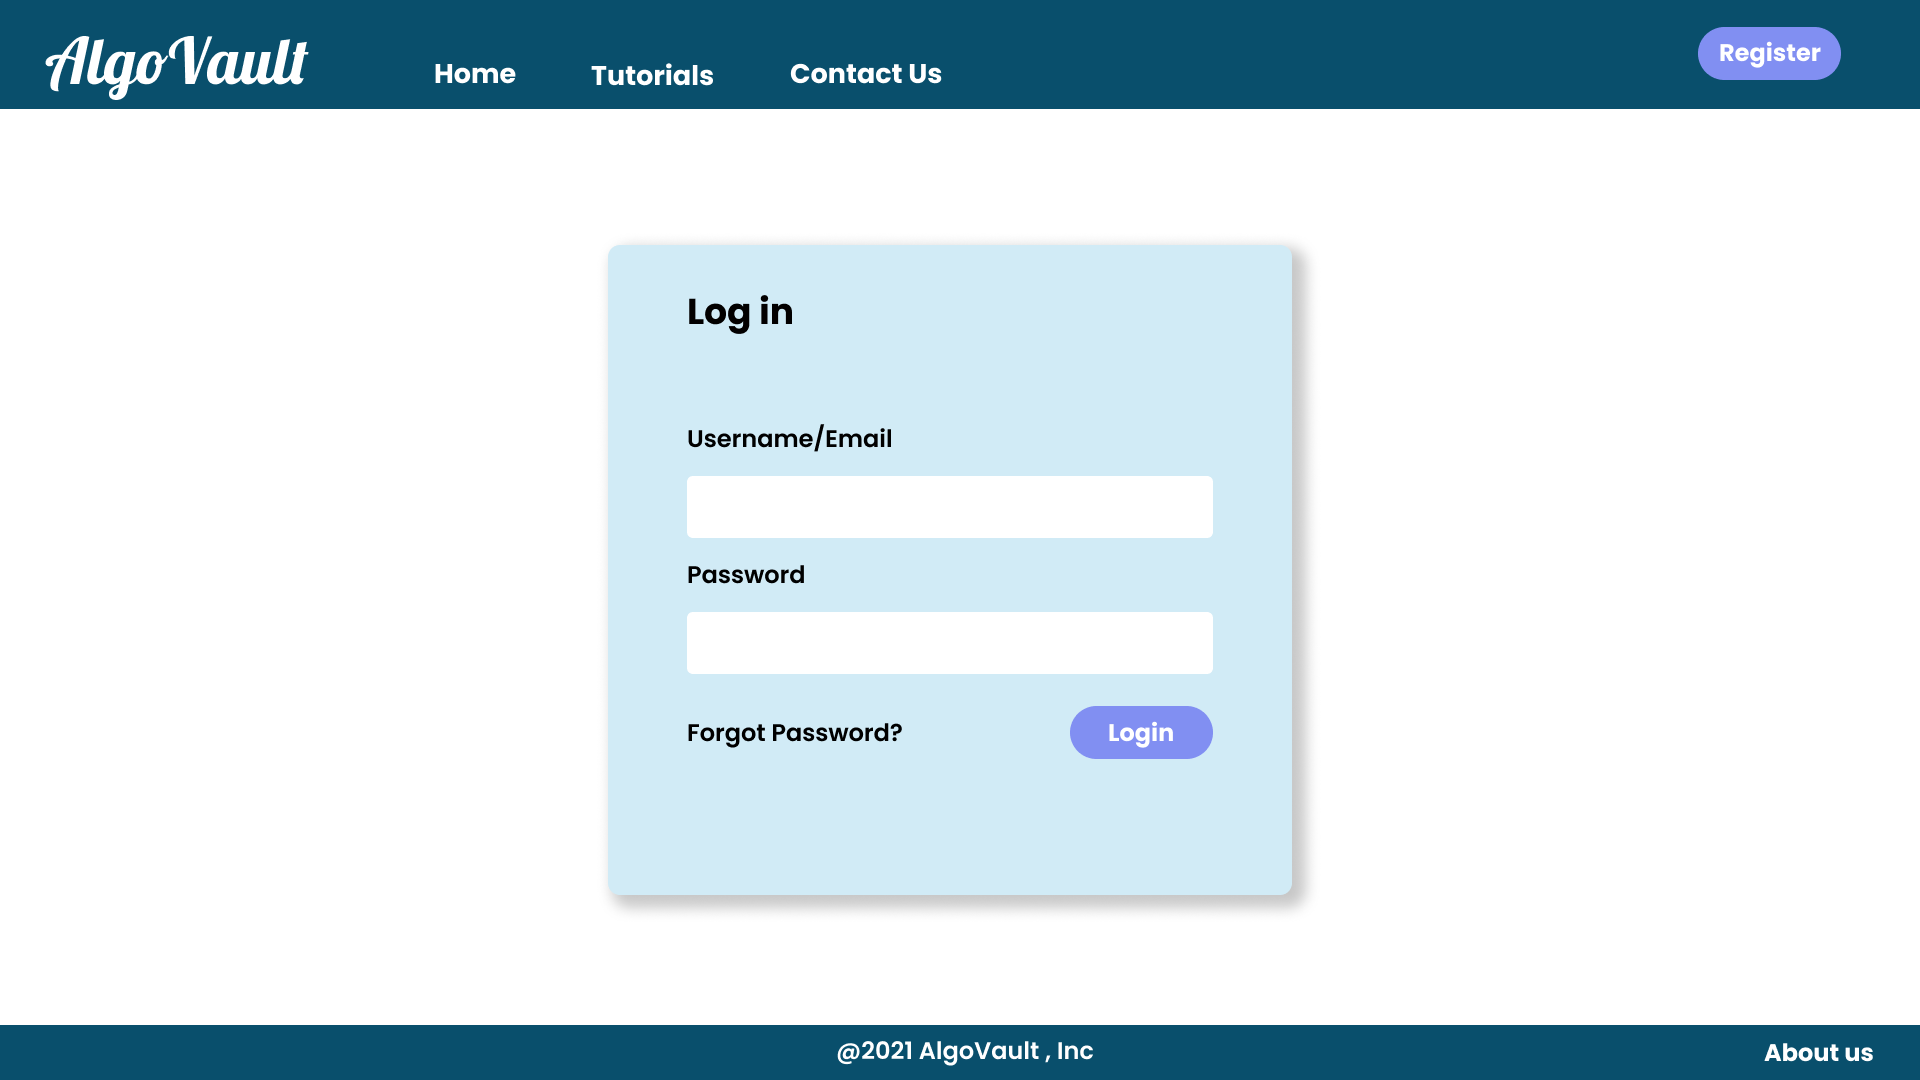 AlgoVault
Home
Tutorials
Contact Us
Register
Log in
Username/Email
Password
Forgot Password?
Login
@2021 AlgoVault , Inc
About us